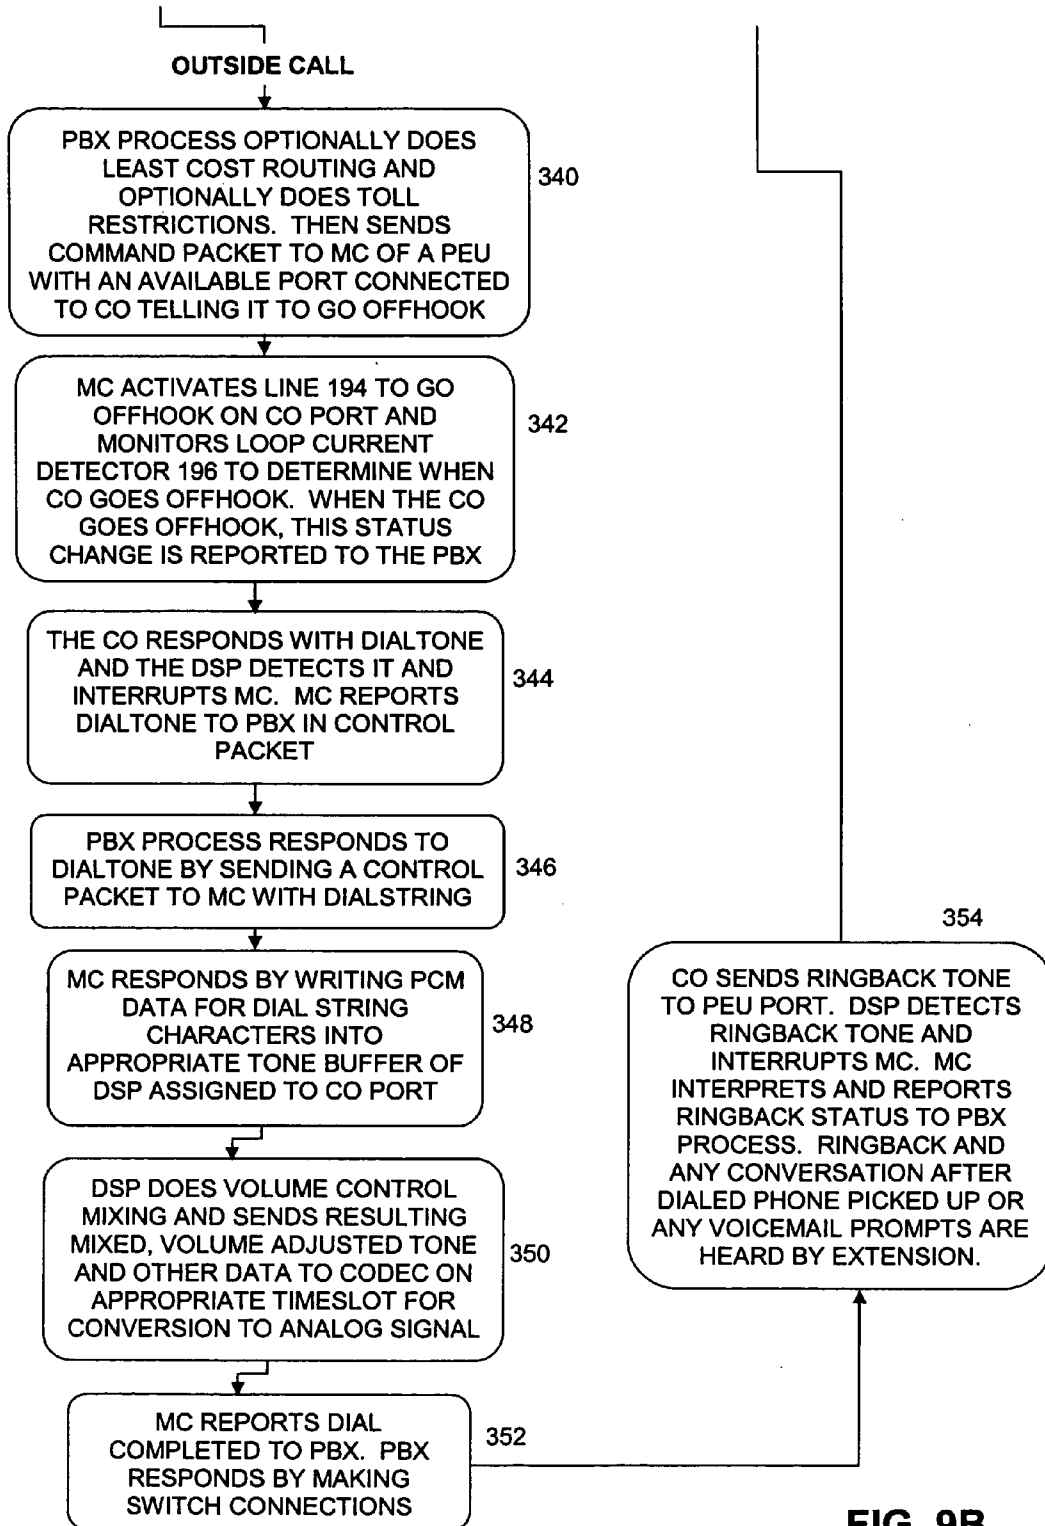 OUTSIDE CALL
PBX PROCESS OPTIONALLY DOES
LEAST COST ROUTING AND
OPTIONALLY DOES TOLL
RESTRICTIONS. THEN SENDS
COMMAND PACKET TO MC OF A PEU
WITH AN AVAILABLE PORT CONNECTED
TO CO TELLING IT TO GO OFFHOOK
340
MC ACTIVATES LINE 194 TO GO
OFFHOOK ON CO PORT AND
MONITORS LOOP CURRENT
DETECTOR 196 TO DETERMINE WHEN
CO GOES OFFHOOK. WHEN THE CO
GOES OFFHOOK, THIS STATUS
CHANGE IS REPORTED TO THE PBX
342
THE CO RESPONDS WITH DIALTONE
AND THE DSP DETECTS IT AND
INTERRUPTS MC. MC REPORTS
DIALTONE TO PBX IN CONTROL
PACKET
344
PBX PROCESS RESPONDS TO
DIALTONE BY SENDING A CONTROL
PACKET TO MC WITH DIALSTRING
346
MC RESPONDS BY WRITING PCM
DATA FOR DIAL STRING
CHARACTERS INTO
APPROPRIATE TONE BUFFER OF
DSP ASSIGNED TO CO PORT
348
DSP DOES VOLUME CONTROL
MIXING AND SENDS RESULTING
MIXED, VOLUME ADJUSTED TONE
AND OTHER DATA TO CODEC ON
APPROPRIATE TIMESLOT FOR
CONVERSION TO ANALOG SIGNAL
350
MC REPORTS DIAL
COMPLETED TO PBX. PBX
RESPONDS BY MAKING
SWITCH CONNECTIONS
352
354
CO SENDS RINGBACK TONE
TO PEU PORT. DSP DETECTS
RINGBACK TONE AND
INTERRUPTS MC. MC
INTERPRETS AND REPORTS
RINGBACK STATUS TO PBX
PROCESS. RINGBACK AND
ANY CONVERSATION AFTER
DIALED PHONE PICKED UP OR
ANY VOICEMAIL PROMPTS ARE
HEARD BY EXTENSION.
FIG. 9B